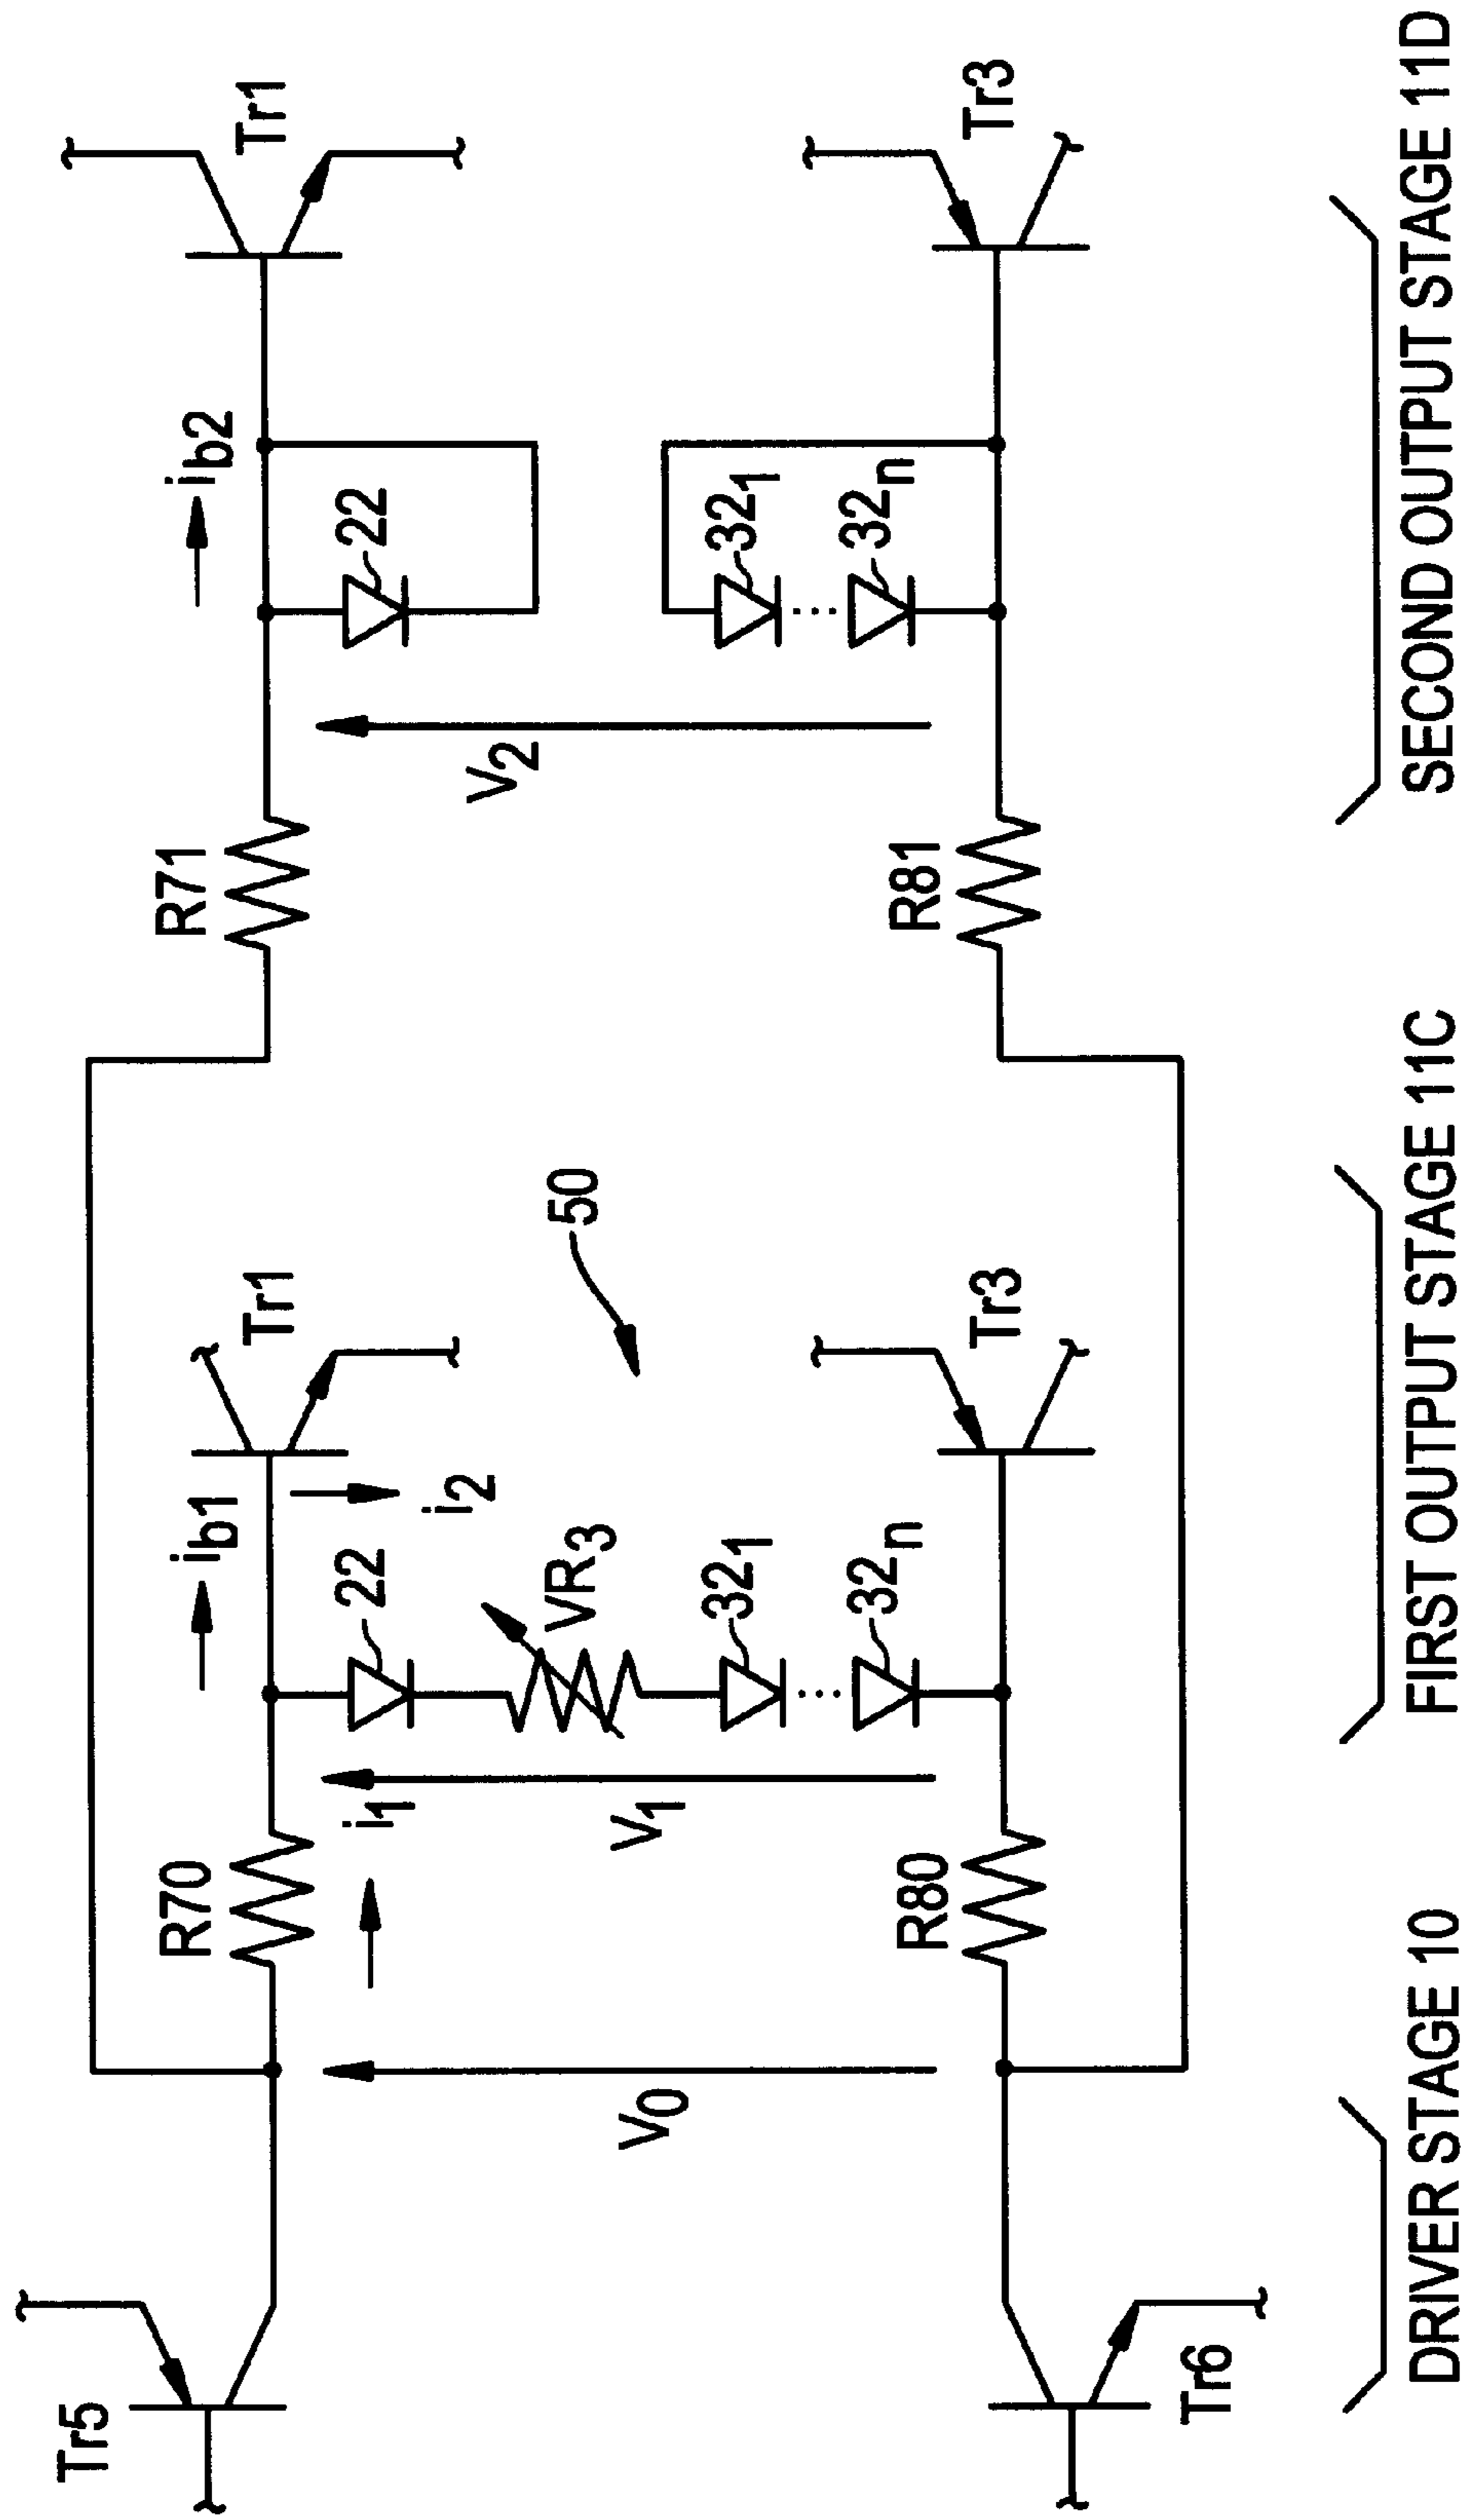 Tr5
Tr6
V0
R70
R80
i1
V1
ib1
i2
22
VR3
321
32n
Tr1
Tr3
50
R71
R81
V2
ib2
22
321
32n
Tr1
Tr3
DRIVER STAGE 10
FIRST OUTPUT STAGE 11C
SECOND OUTPUT STAGE 11D